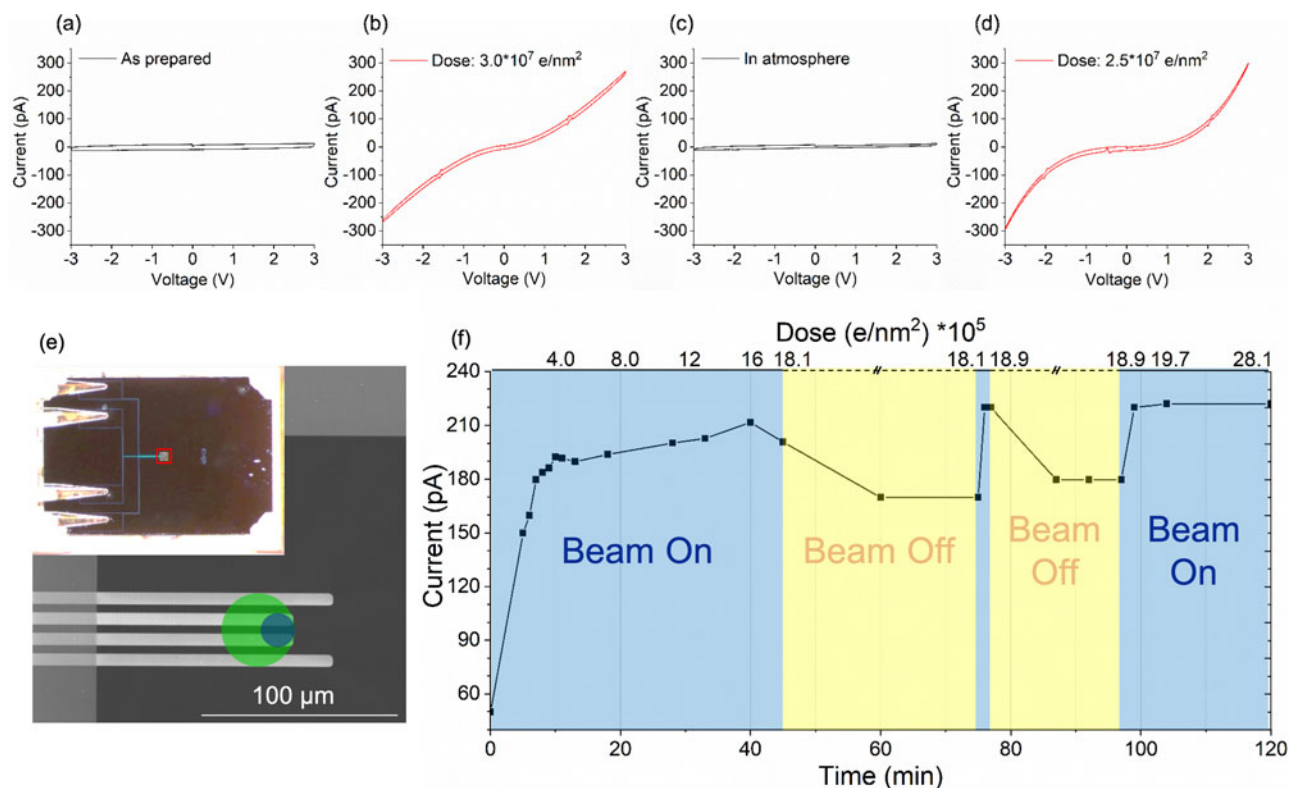 (a)
As prepared
300
200
100
0
-100
-200
-300
Current (pA)
-3 -2 -1 0 1 2 3
Voltage (V)
(b)
Dose: 3.0*10⁷ e/nm²
300
200
100
0
-100
-200
-300
Current (pA)
-3 -2 -1 0 1 2 3
Voltage (V)
(c)
In atmosphere
300
200
100
0
-100
-200
-300
Current (pA)
-3 -2 -1 0 1 2 3
Voltage (V)
(d)
Dose: 2.5*10⁷ e/nm²
300
200
100
0
-100
-200
-300
Current (pA)
-3 -2 -1 0 1 2 3
Voltage (V)
(e)
100 µm
(f)
Dose (e/nm²) *10⁵
4.0 8.0 12 16 18.1 18.1 18.9 18.9 19.7 28.1
240
210
180
150
120
90
60
Current (pA)
Beam On
Beam Off
Beam Off
Beam On
0 20 40 60 80 100 120
Time (min)